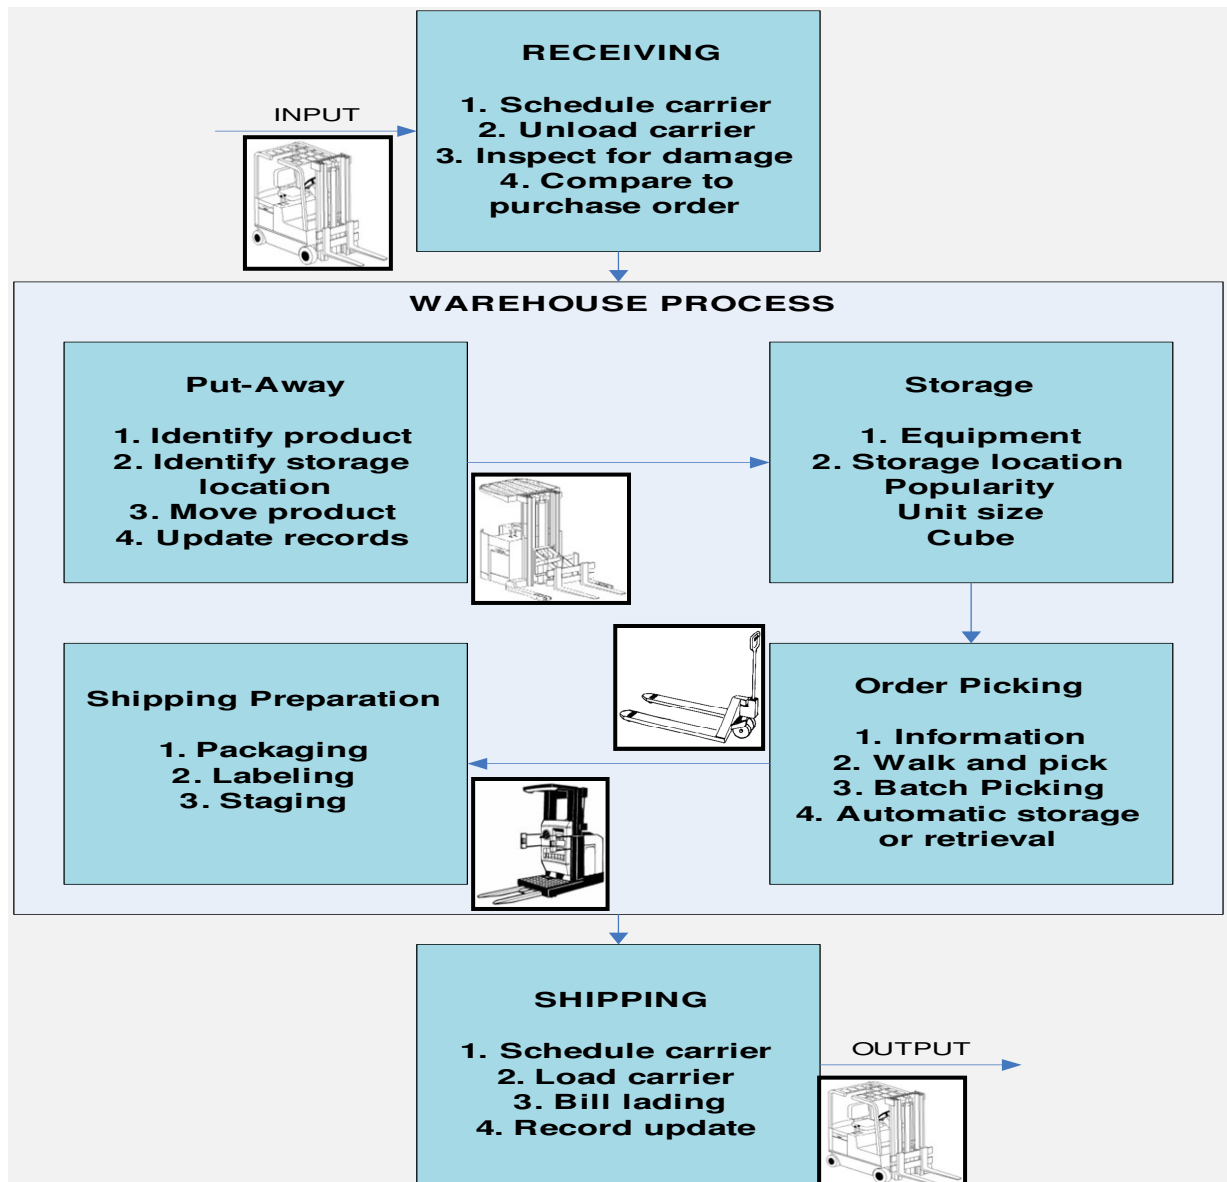 RECEIVING
1. Schedule carrier
2. Unload carrier
3. Inspect for damage
4. Compare to
purchase order
INPUT
WAREHOUSE PROCESS
Put-Away
1. Identify product
2. Identify storage
location
3. Move product
4. Update records
Storage
1. Equipment
2. Storage location
Popularity
Unit size
Cube
Order Picking
1. Information
2. Walk and pick
3. Batch Picking
4. Automatic storage
or retrieval
Shipping Preparation
1. Packaging
2. Labeling
3. Staging
SHIPPING
1. Schedule carrier
2. Load carrier
3. Bill lading
4. Record update
OUTPUT